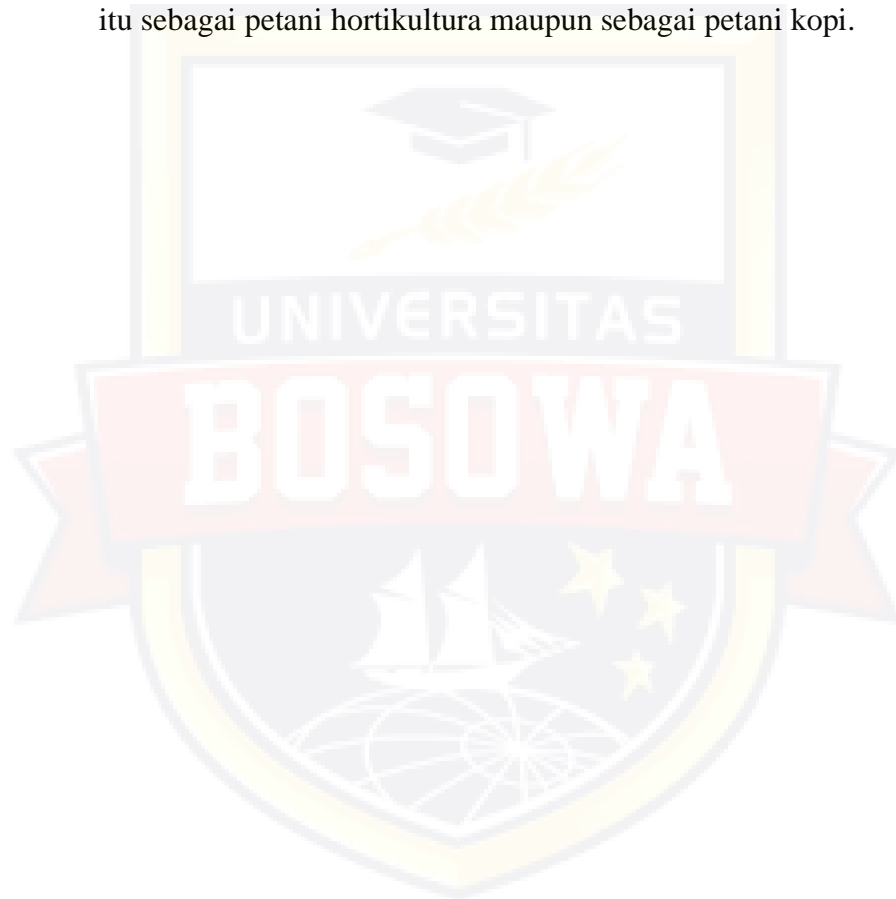 itu sebagai petani hortikultura maupun sebagai petani kopi.
UNIVERSITAS
BOSOWA